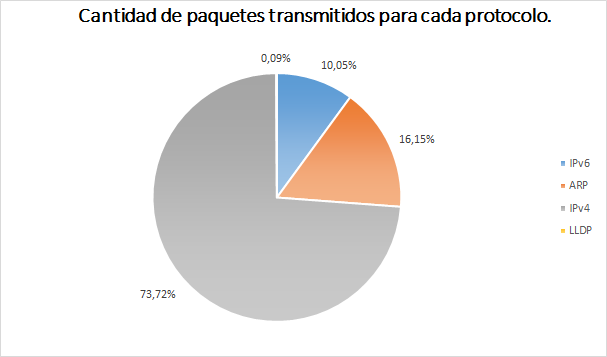 Cantidad de paquetes transmitidos para cada protocolo.
0,09%
10,05%
16,15%
73,72%
IPv6
ARP
IPv4
LLDP